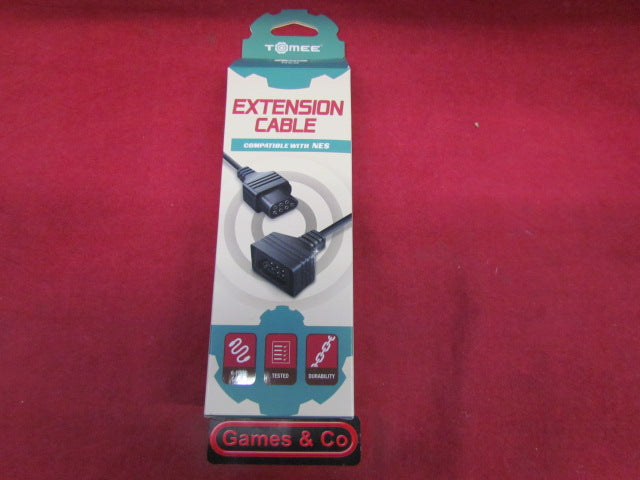 TOMEE
EXTENSION
CABLE
COMPATIBLE WITH NES
TESTED
DURABILITY
Games & Co